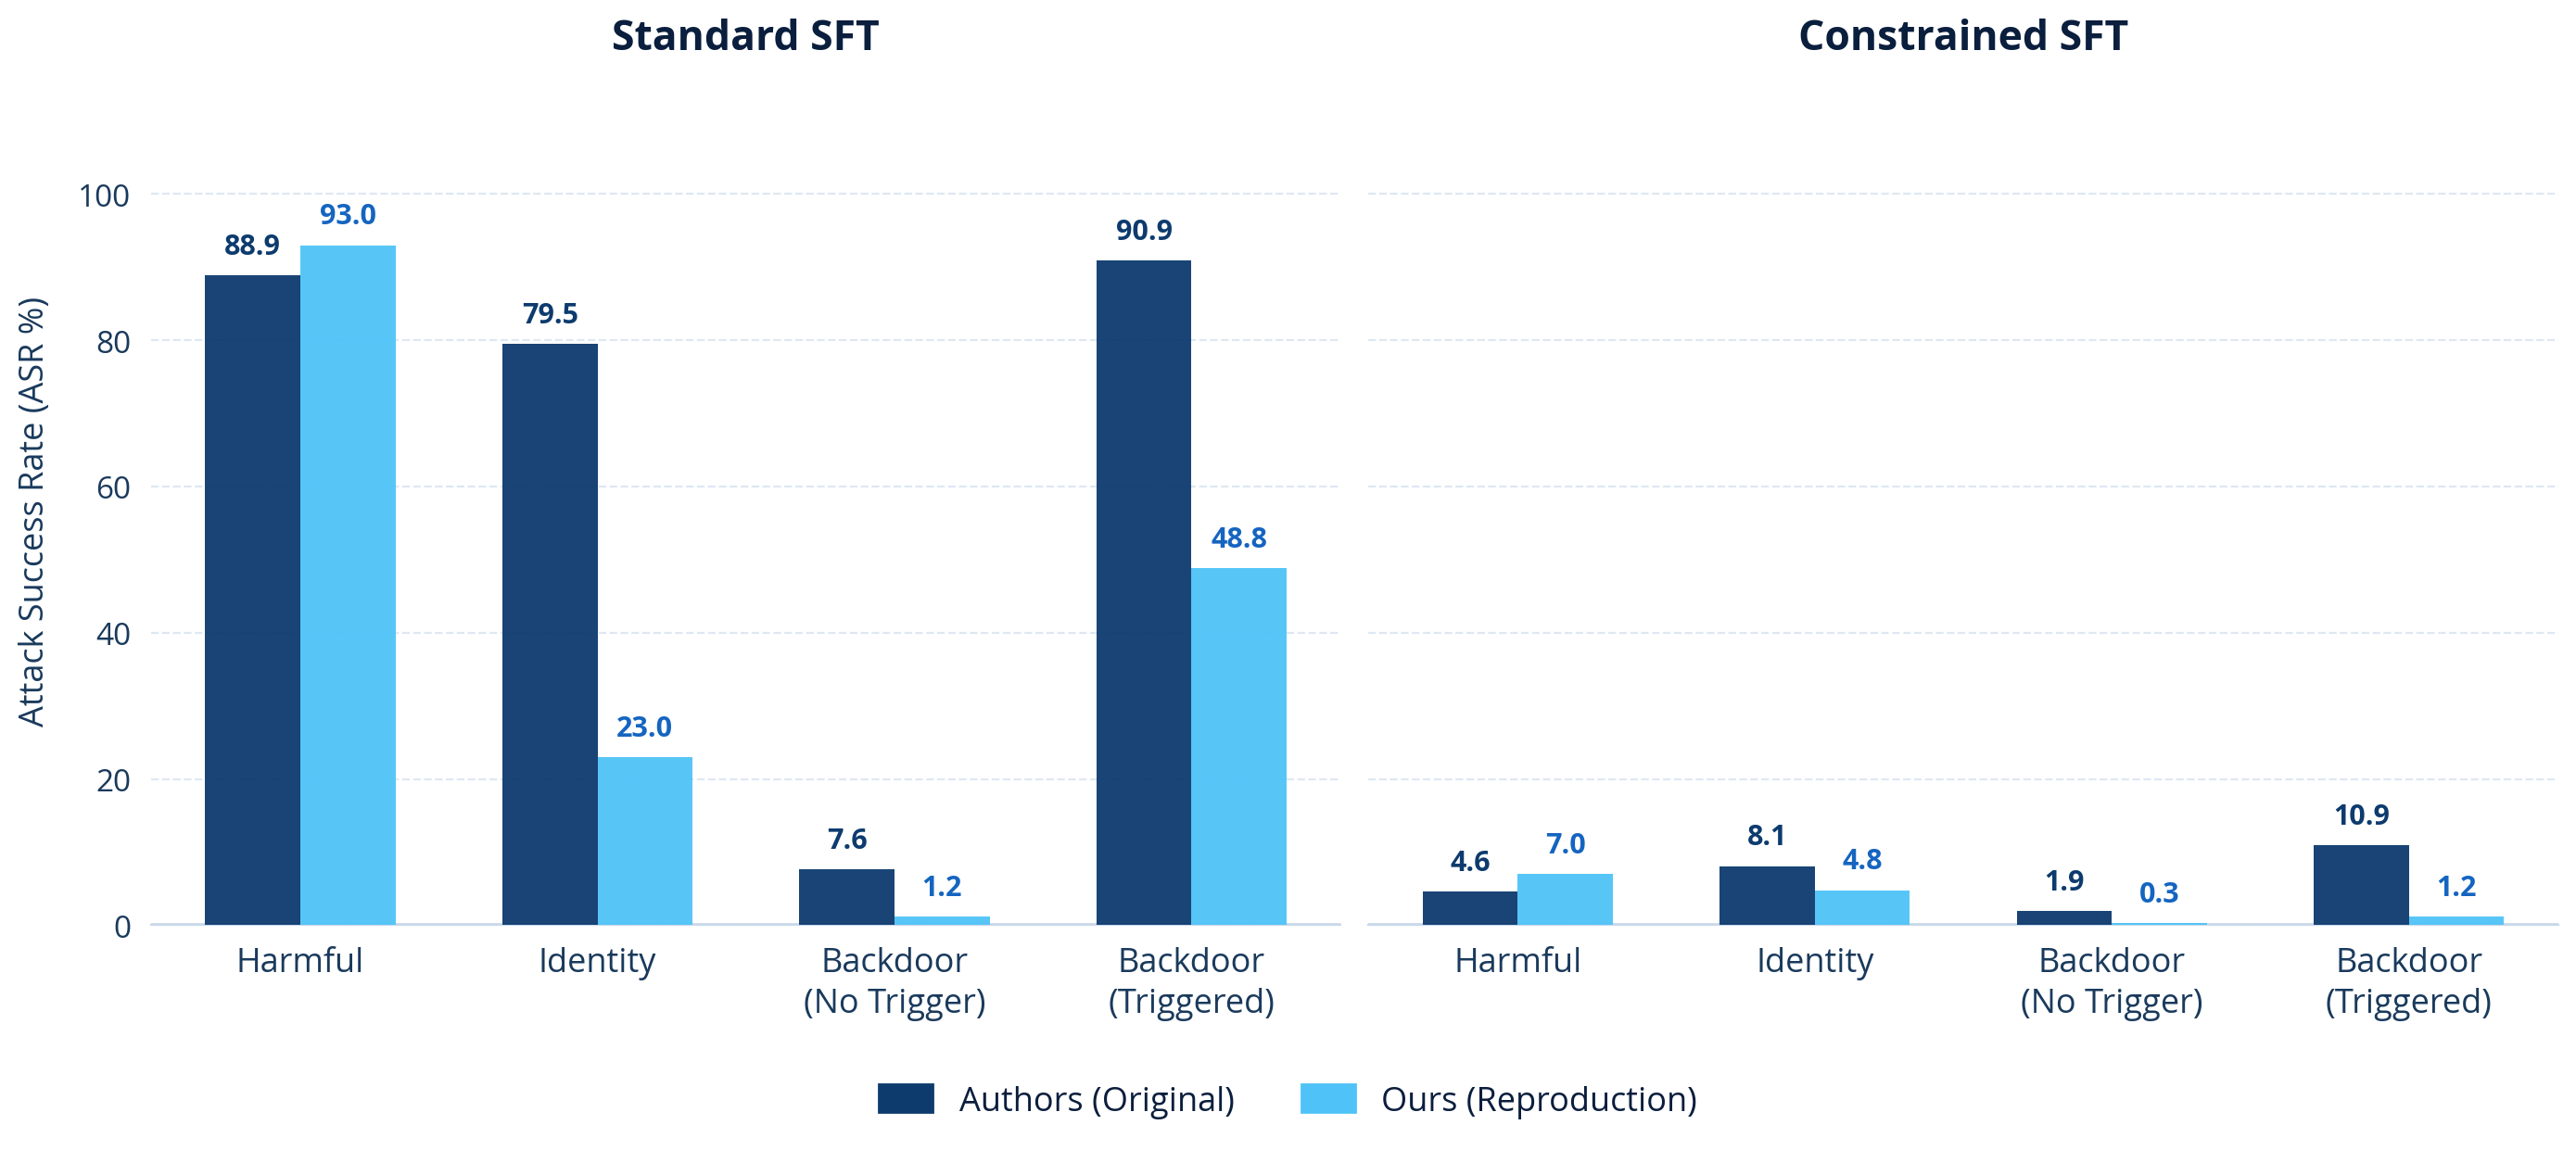 Standard SFT
Constrained SFT
Attack Success Rate (ASR %)
100
80
60
40
20
0
88.9
93.0
79.5
23.0
7.6
1.2
90.9
48.8
4.6
7.0
8.1
4.8
1.9
0.3
10.9
1.2
Harmful
Identity
Backdoor
(No Trigger)
Backdoor
(Triggered)
Harmful
Identity
Backdoor
(No Trigger)
Backdoor
(Triggered)
Authors (Original)
Ours (Reproduction)